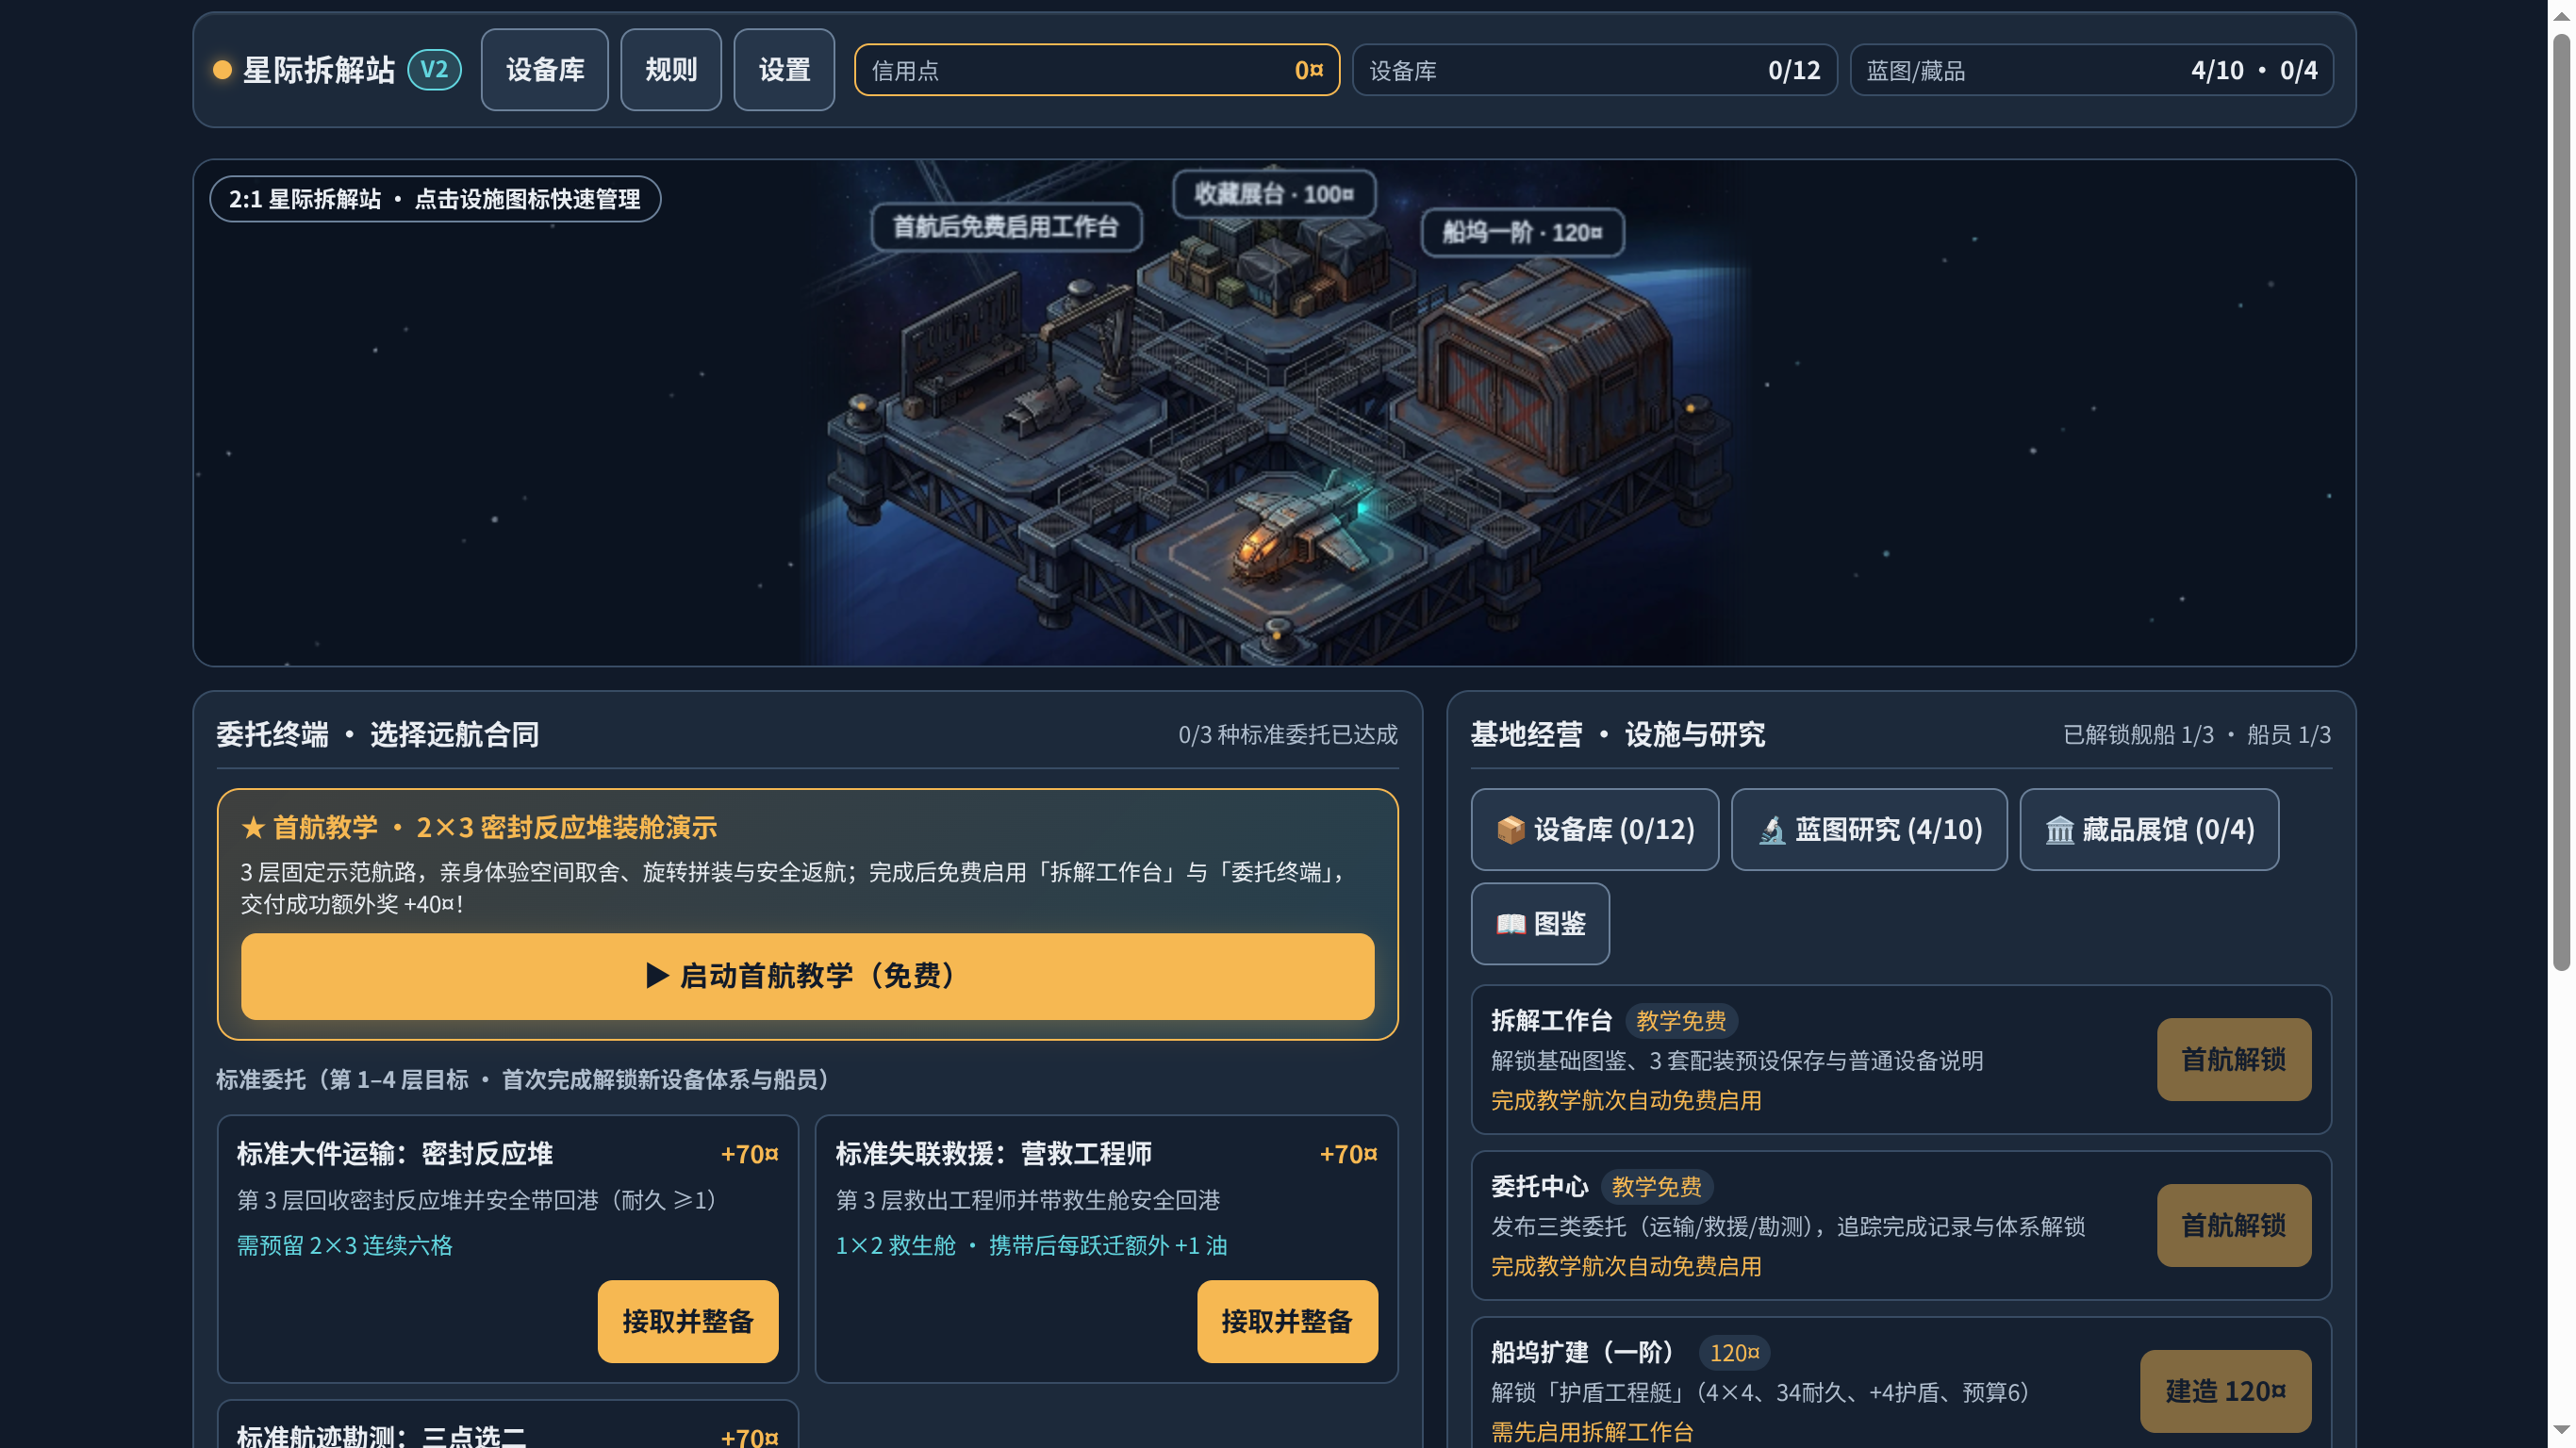 星际拆解站 V2 设备库 规则 设置 信用点 0¤ 设备库 0/12 蓝图/藏品 4/10 · 0/4
2:1 星际拆解站 · 点击设施图标快速管理
收藏展台 · 100¤
首航后免费启用工作台
船坞一阶 · 120¤
委托终端 · 选择远航合同 0/3 种标准委托已达成
★ 首航教学 · 2×3 密封反应堆装舱演示
3 层固定示范航路，亲身体验空间取舍、旋转拼装与安全返航；完成后免费启用「拆解工作台」与「委托终端」，
交付成功额外奖 +40¤！
▶ 启动首航教学（免费）
标准委托（第 1–4 层目标 · 首次完成解锁新设备体系与船员）
标准大件运输：密封反应堆 +70¤
第 3 层回收密封反应堆并安全带回港（耐久 ≥1）
需预留 2×3 连续六格
接取并整备
标准失联救援：营救工程师 +70¤
第 3 层救出工程师并带救生舱安全回港
1×2 救生舱 · 携带后每跃迁额外 +1 油
接取并整备
标准航迹勘测：三点选二 +70¤
基地经营 · 设施与研究 已解锁舰船 1/3 · 船员 1/3
📦 设备库 (0/12) 🔬 蓝图研究 (4/10) 🏛️ 藏品展馆 (0/4)
📖 图鉴
拆解工作台 教学免费
解锁基础图鉴、3 套配装预设保存与普通设备说明
完成教学航次自动免费启用
首航解锁
委托中心 教学免费
发布三类委托（运输/救援/勘测），追踪完成记录与体系解锁
完成教学航次自动免费启用
首航解锁
船坞扩建（一阶） 120¤
解锁「护盾工程艇」（4×4、34耐久、+4护盾、预算6）
需先启用拆解工作台
建造 120¤